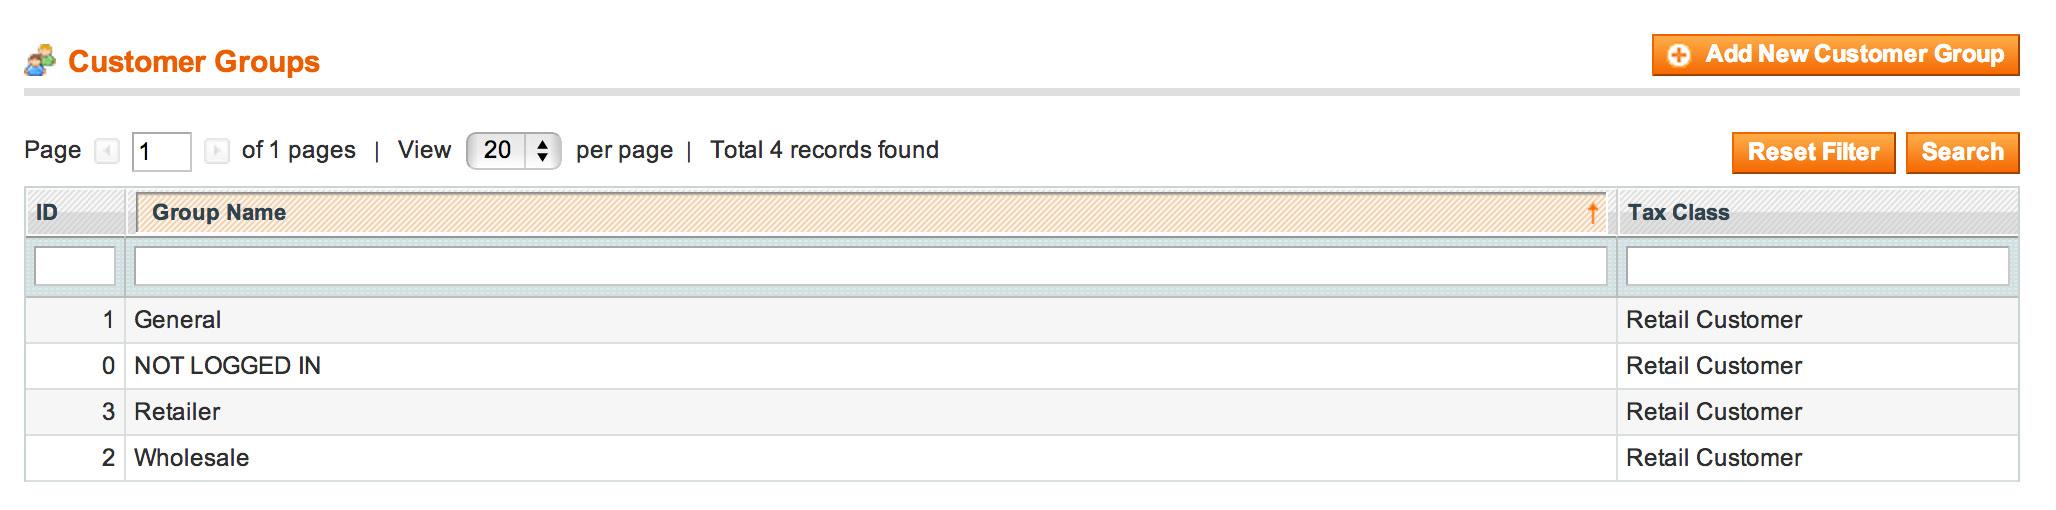 Customer Groups
Add New Customer Group
Page 1 of 1 pages | View 20 per page | Total 4 records found
Reset Filter Search
ID Group Name Tax Class
1 General Retail Customer
0 NOT LOGGED IN Retail Customer
3 Retailer Retail Customer
2 Wholesale Retail Customer